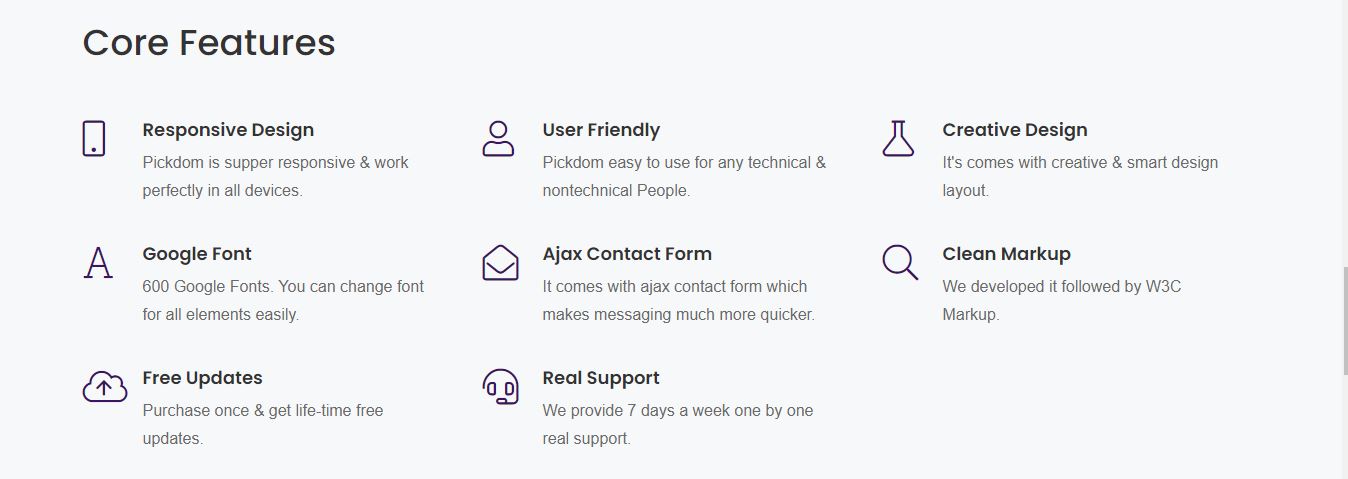 Core Features
Responsive Design
Pickdom is supper responsive & work
perfectly in all devices.
User Friendly
Pickdom easy to use for any technical &
nontechnical People.
Creative Design
It's comes with creative & smart design
layout.
Google Font
600 Google Fonts. You can change font
for all elements easily.
Ajax Contact Form
It comes with ajax contact form which
makes messaging much more quicker.
Clean Markup
We developed it followed by W3C
Markup.
Free Updates
Purchase once & get life-time free
updates.
Real Support
We provide 7 days a week one by one
real support.